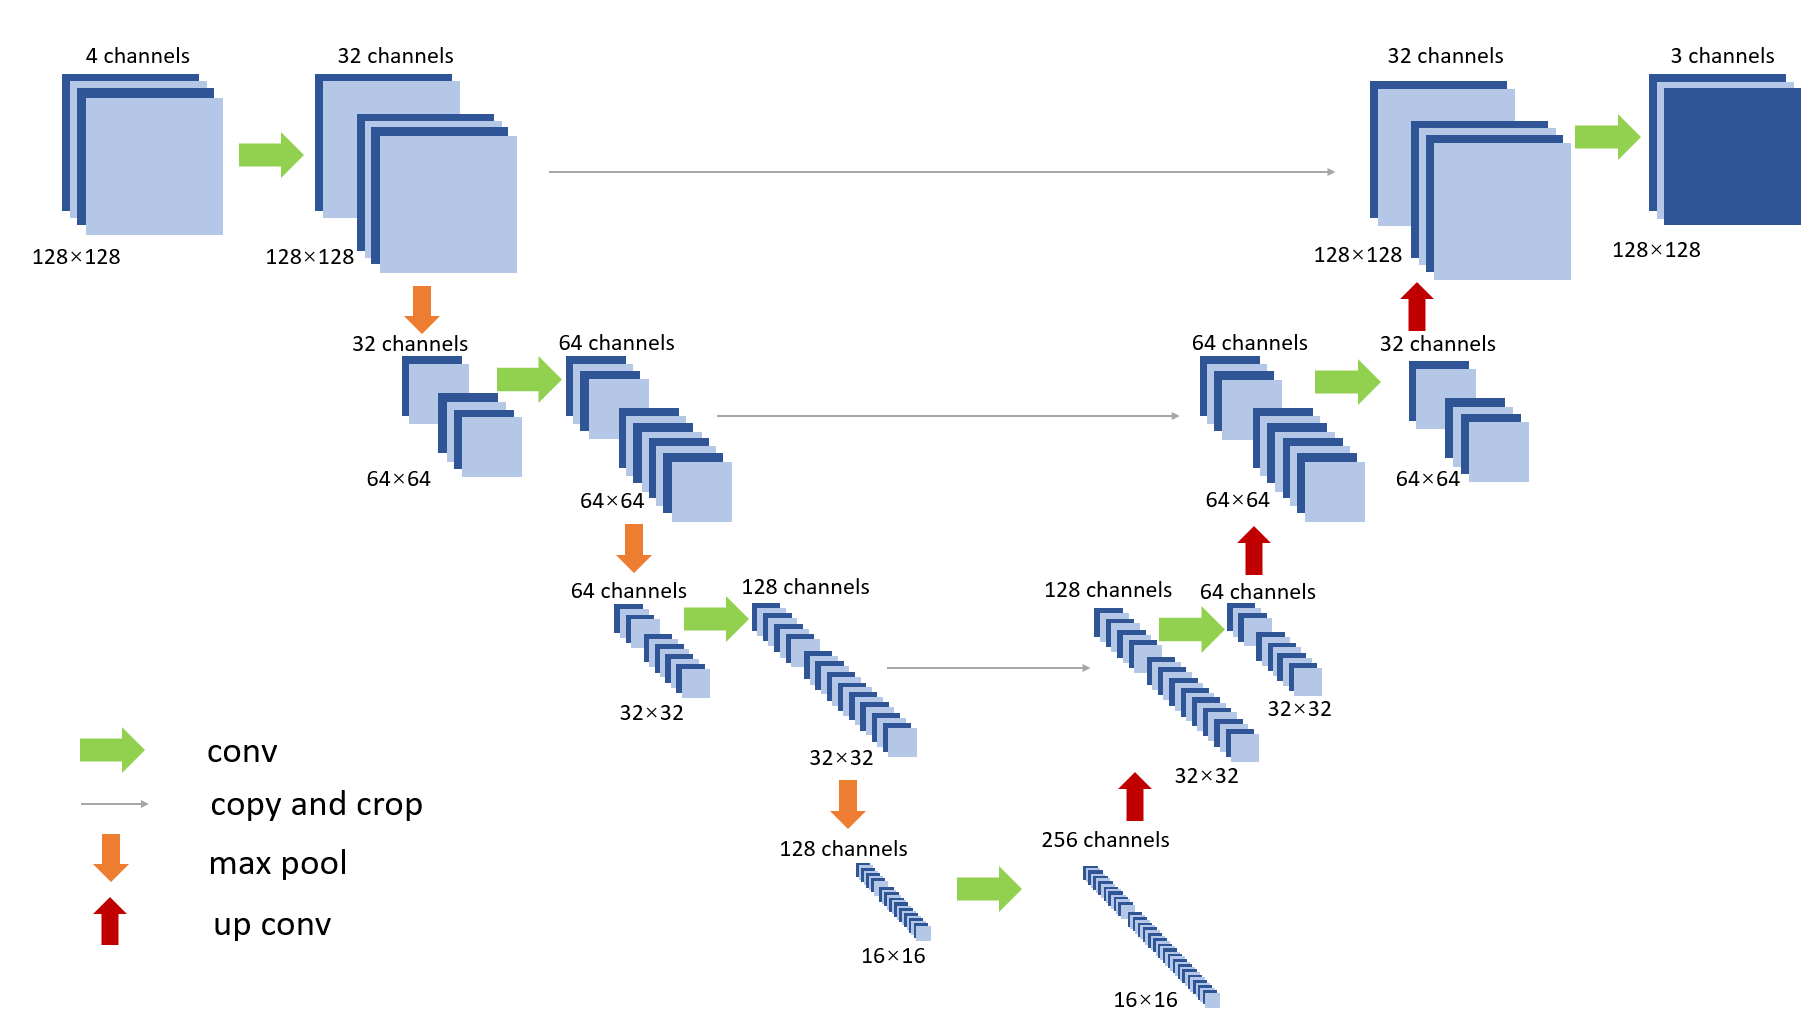 4 channels
32 channels
32 channels
3 channels
128×128
128×128
128×128
128×128
32 channels
64 channels
64 channels
32 channels
64×64
64×64
64×64
64×64
64 channels
128 channels
128 channels
64 channels
32×32
32×32
32×32
32×32
conv
copy and crop
max pool
up conv
128 channels
256 channels
16×16
16×16